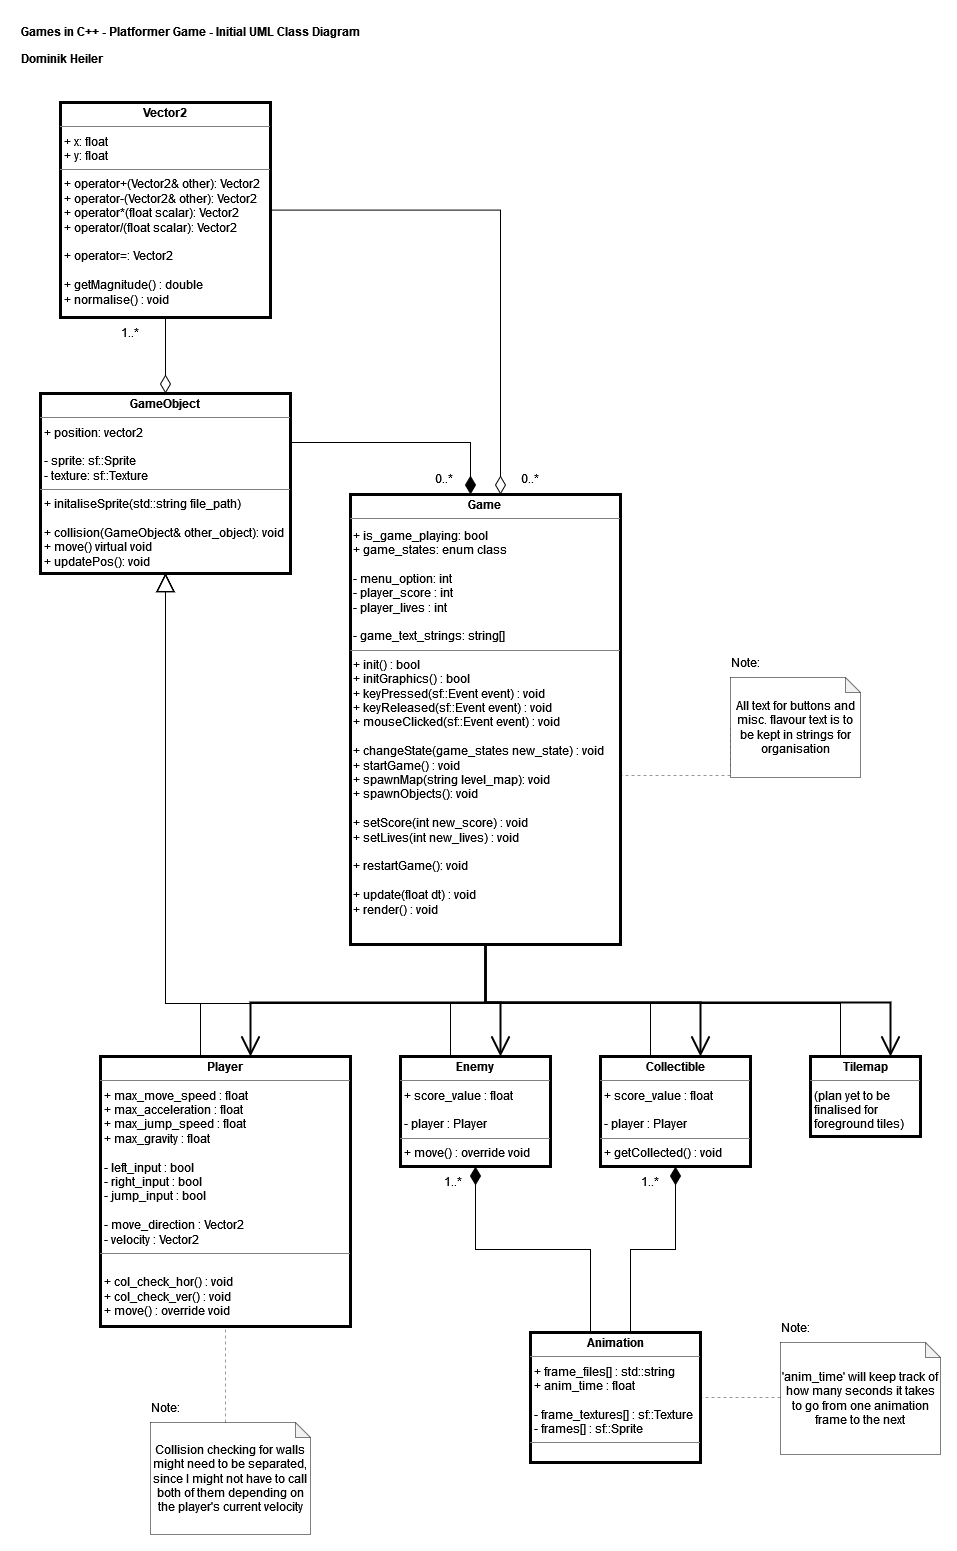 Games in C++ - Platformer Game - Initial UML Class Diagram
Dominik Heiler
Vector2
+ x: float
+ y: float
+ operator+(Vector2& other): Vector2
+ operator-(Vector2& other): Vector2
+ operator*(float scalar): Vector2
+ operator/(float scalar): Vector2
+ operator=: Vector2
+ getMagnitude() : double
+ normalise() : void
1..*
GameObject
+ position: vector2
- sprite: sf::Sprite
- texture: sf::Texture
+ initaliseSprite(std::string file_path)
+ collision(GameObject& other_object): void
+ move() virtual void
+ updatePos(): void
0..*
0..*
Game
+ is_game_playing: bool
+ game_states: enum class
- menu_option: int
- player_score : int
- player_lives : int
- game_text_strings: string[]
+ init() : bool
+ initGraphics() : bool
+ keyPressed(sf::Event event) : void
+ keyReleased(sf::Event event) : void
+ mouseClicked(sf::Event event) : void
+ changeState(game_states new_state) : void
+ startGame() : void
+ spawnMap(string level_map): void
+ spawnObjects(): void
+ setScore(int new_score) : void
+ setLives(int new_lives) : void
+ restartGame(): void
+ update(float dt) : void
+ render() : void
Note:
All text for buttons and
misc. flavour text is to
be kept in strings for
organisation
Player
+ max_move_speed : float
+ max_acceleration : float
+ max_jump_speed : float
+ max_gravity : float
- left_input : bool
- right_input : bool
- jump_input : bool
- move_direction : Vector2
- velocity : Vector2
+ col_check_hor() : void
+ col_check_ver() : void
+ move() : override void
Enemy
+ score_value : float
- player : Player
+ move() : override void
1..*
Collectible
+ score_value : float
- player : Player
+ getCollected() : void
1..*
Tilemap
(plan yet to be
finalised for
foreground tiles)
Animation
+ frame_files[] : std::string
+ anim_time : float
- frame_textures[] : sf::Texture
- frames[] : sf::Sprite
Note:
'anim_time' will keep track of
how many seconds it takes
to go from one animation
frame to the next
Note:
Collision checking for walls
might need to be separated,
since I might not have to call
both of them depending on
the player's current velocity